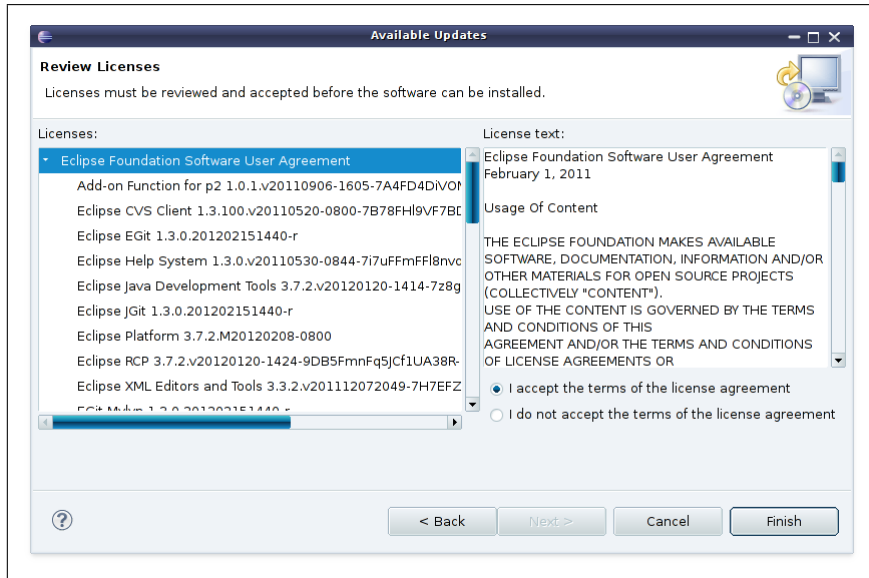 Available Updates
Review Licenses
Licenses must be reviewed and accepted before the software can be installed.
Licenses:
Eclipse Foundation Software User Agreement
Add-on Function for p2 1.0.1.v20110906-1605-7A4FD4DiVO
Eclipse CVS Client 1.3.100.v20110520-0800-7B78FHl9VF7BD
Eclipse EGit 1.3.0.201202151440-r
Eclipse Help System 1.3.0.v20110530-0844-7i7uFFmFFl8nvc
Eclipse Java Development Tools 3.7.2.v20120120-1414-7z8g
Eclipse JGit 1.3.0.201202151440-r
Eclipse Platform 3.7.2.M20120208-0800
Eclipse RCP 3.7.2.v20120120-1424-9DB5FmnFq5JCf1UA38R-
Eclipse XML Editors and Tools 3.3.2.v201112072049-7H7EFZ
EGit Mylyn 1.3.0.201202151440-r
License text:
Eclipse Foundation Software User Agreement
February 1, 2011
Usage Of Content
THE ECLIPSE FOUNDATION MAKES AVAILABLE
SOFTWARE, DOCUMENTATION, INFORMATION AND/OR
OTHER MATERIALS FOR OPEN SOURCE PROJECTS
(COLLECTIVELY "CONTENT").
USE OF THE CONTENT IS GOVERNED BY THE TERMS
AND CONDITIONS OF THIS
AGREEMENT AND/OR THE TERMS AND CONDITIONS
OF LICENSE AGREEMENTS OR
I accept the terms of the license agreement
I do not accept the terms of the license agreement
?
< Back
Next >
Cancel
Finish